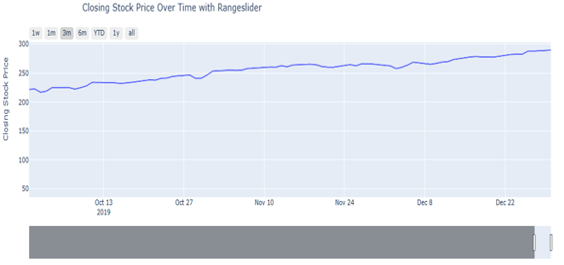 Closing Stock Price Over Time with Rangeslider
1w 1m 3m 6m YTD 1y all
Closing Stock Price
300
250
200
150
100
50
Oct 13 Oct 27 Nov 10 Nov 24 Dec 8 Dec 22
2019